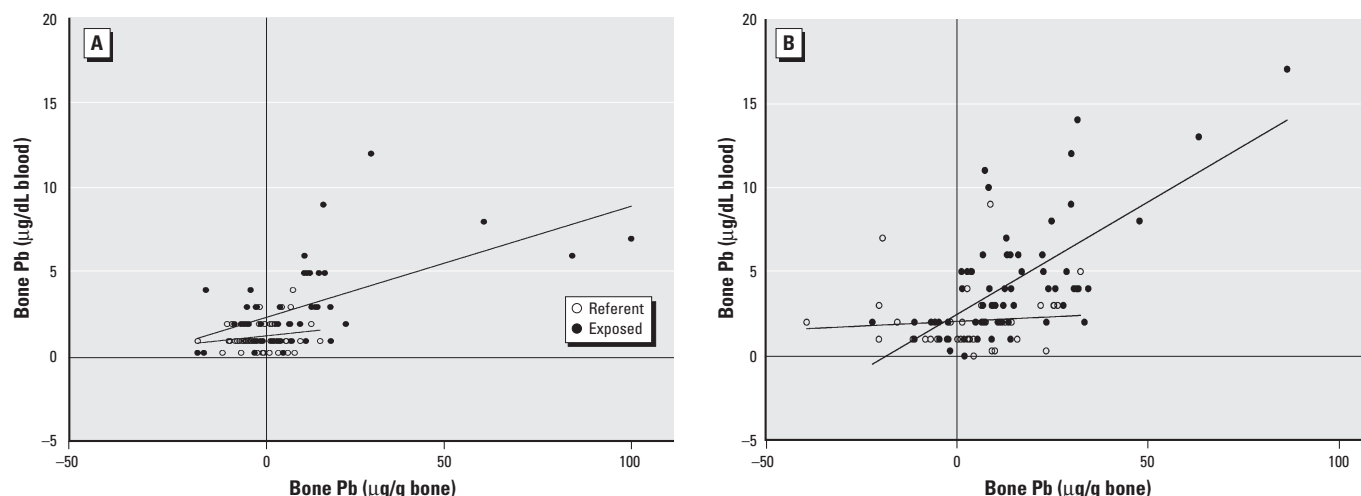 A
20
15
10
5
0
–5
Bone Pb (μg/dL blood)
Referent
Exposed
–50
0
50
100
Bone Pb (μg/g bone)
B
20
15
10
5
0
–5
Bone Pb (μg/dL blood)
–50
0
50
100
Bone Pb (μg/g bone)